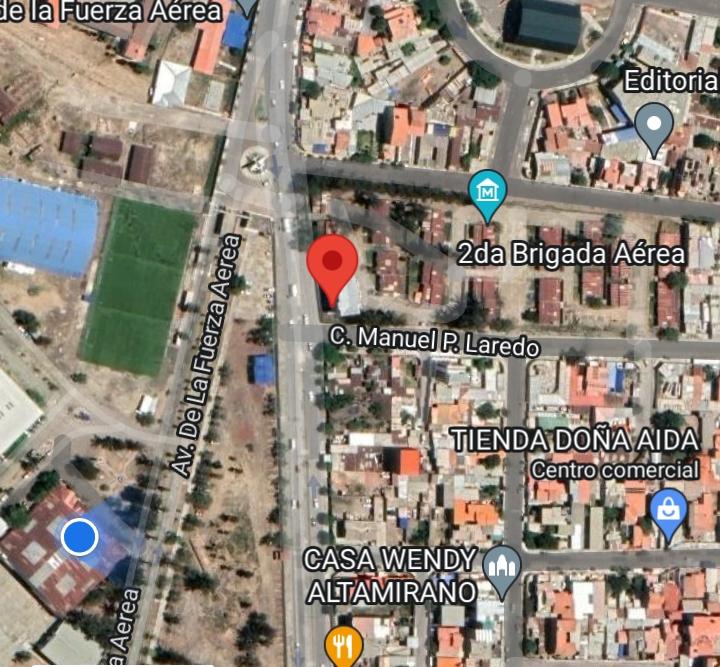 de la Fuerza Aérea
Editoria
2da Brigada Aérea
Av. De La Fuerza Aerea
C. Manuel P. Laredo
TIENDA DOÑA AIDA
Centro comercial
CASA WENDY
ALTAMIRANO
a Aerea